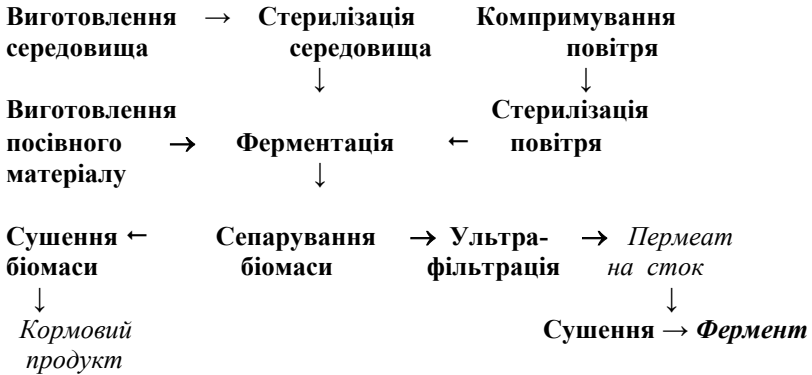 Виготовлення → Стерилізація Компримування
середовища середовища повітря
↓ ↓
Виготовлення Стерилізація
посівного → Ферментація ← повітря
матеріалу ↓
Сушення ← Сепарування → Ультра- → Пермеат
біомаси біомаси фільтрація на сток
↓ ↓
Кормовий Сушення → Фермент
продукт